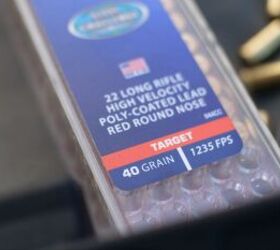 22 LONG RIFLE
HIGH VELOCITY
POLY-COATED LEAD
RED ROUND NOSE
TARGET
40 GRAIN 1235 FPS